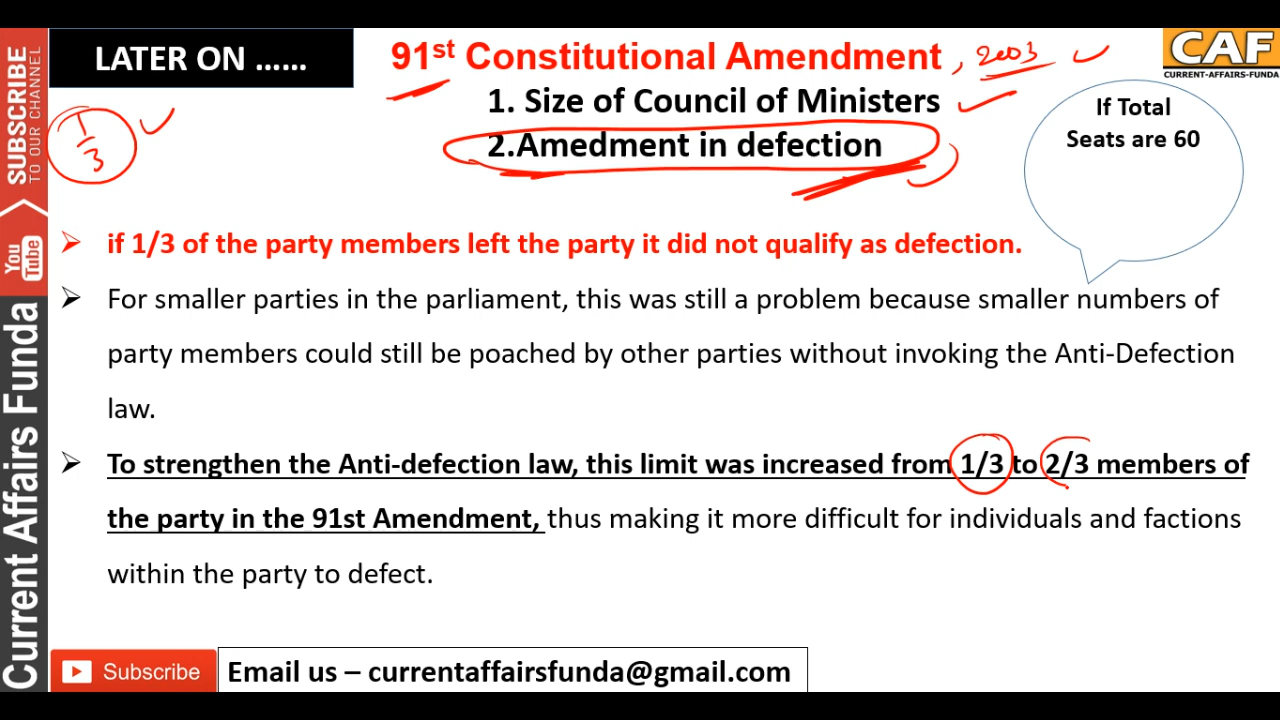 LATER ON ......
91st Constitutional Amendment , 2003
1. Size of Council of Ministers
2.Amedment in defection
1/3
If Total
Seats are 60
CAF
CURRENT-AFFAIRS-FUNDA
➢ if 1/3 of the party members left the party it did not qualify as defection.
➢ For smaller parties in the parliament, this was still a problem because smaller numbers of
party members could still be poached by other parties without invoking the Anti-Defection
law.
➢ To strengthen the Anti-defection law, this limit was increased from 1/3 to 2/3 members of
the party in the 91st Amendment, thus making it more difficult for individuals and factions
within the party to defect.
SUBSCRIBE
TO OUR CHANNEL
You
Tube
Current Affairs Funda
Subscribe
Email us – currentaffairsfunda@gmail.com